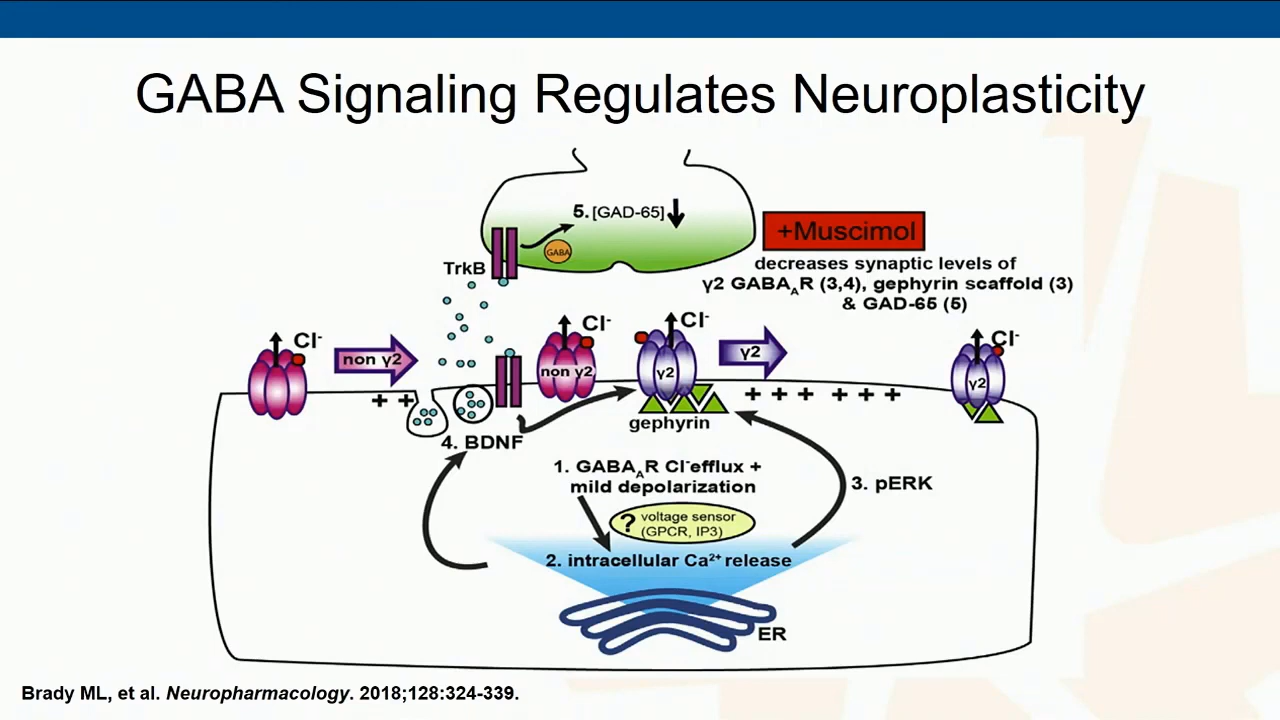 GABA Signaling Regulates Neuroplasticity
5. [GAD-65]
GABA
TrkB
+Muscimol
decreases synaptic levels of
γ2 GABAAR (3,4), gephyrin scaffold (3)
& GAD-65 (5)
Cl-
non γ2
Cl-
non γ2
Cl-
γ2
γ2
Cl-
γ2
+ +
+ + + + + +
gephyrin
4. BDNF
1. GABAAR Cl-efflux +
mild depolarization
? voltage sensor
(GPCR, IP3)
2. intracellular Ca2+ release
3. pERK
ER
Brady ML, et al. Neuropharmacology. 2018;128:324-339.